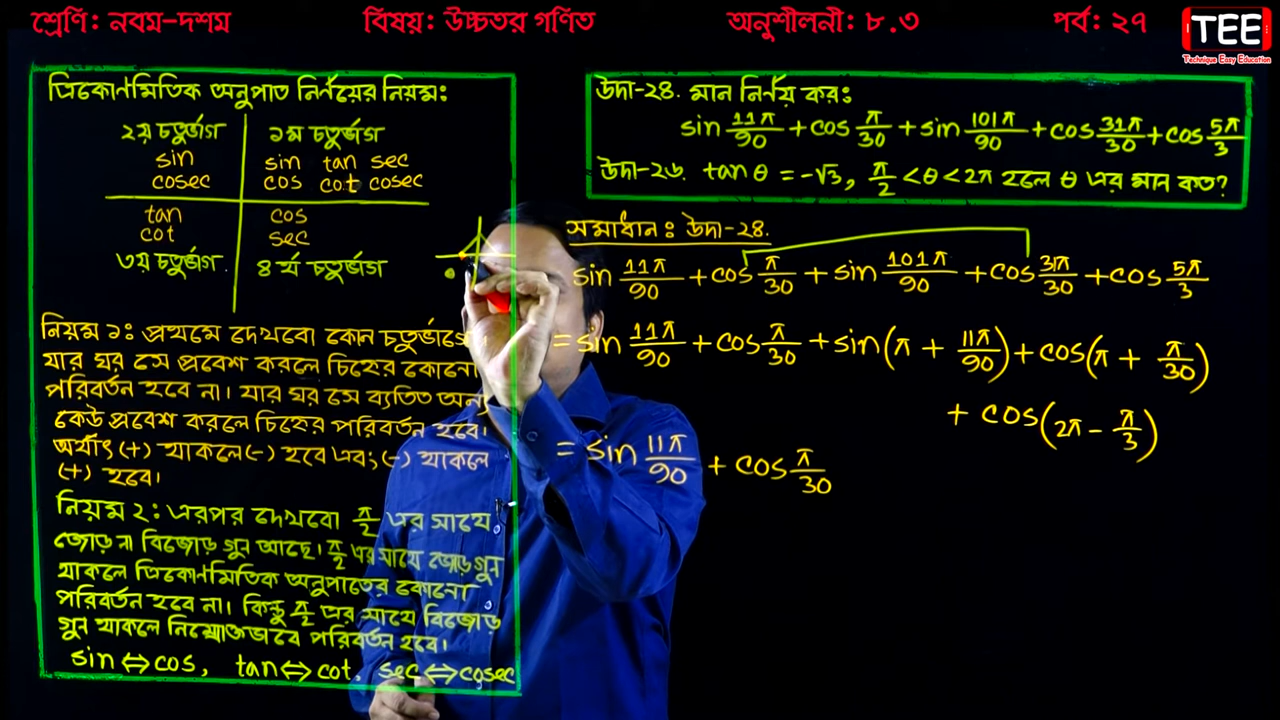 শ্রেণি: নবম-দশম
বিষয়: উচ্চতর গণিত
অনুশীলনী: ৮.৩
পর্ব: ২৭
TEE
Technique Easy Education
ত্রিকোণমিতিক অনুপাত নির্ণয়ের নিয়ম:
২য় চতুর্ভাগ
sin
cosec
১ম চতুর্ভাগ
sin tan sec
cos cot cosec
tan
cot
৩য় চতুর্ভাগ
cos
sec
৪র্থ চতুর্ভাগ
নিয়ম ১: প্রথমে দেখবো কোন চতুর্ভাগে।
যার ঘর সে প্রবেশ করলে চিহ্নের কোনো
পরিবর্তন হবে না। যার ঘর সে ব্যতিত অন্য
কেউ প্রবেশ করলে চিহ্নের পরিবর্তন হবে।
অর্থাৎ (+) থাকলে (-) হবে এবং (-) থাকলে
(+) হবে।
নিয়ম ২: এরপর দেখবো π/2 এর সাথে
জোড় না বিজোড় গুন আছে। π/2 এর সাথে জোড় গুন
থাকলে ত্রিকোণমিতিক অনুপাতের কোনো
পরিবর্তন হবে না। কিন্তু π/2 এর সাথে বিজোড়
গুন থাকলে নিম্নোক্তভাবে পরিবর্তন হবে।
sin ⇔ cos, tan ⇔ cot, sec ⇔ cosec
উদা-২৪. মান নির্ণয় কর:
sin 11π/90 + cos π/30 + sin 101π/90 + cos 31π/30 + cos 5π/3
উদা-২৬. tan θ = -√3, π/2 < θ < 2π হলে θ এর মান কত?
সমাধান: উদা-২৪.
sin 11π/90 + cos π/30 + sin 101π/90 + cos 31π/30 + cos 5π/3
= sin 11π/90 + cos π/30 + sin(π + 11π/90) + cos(π + π/30)
+ cos(2π - π/3)
= sin 11π/90 + cos π/30